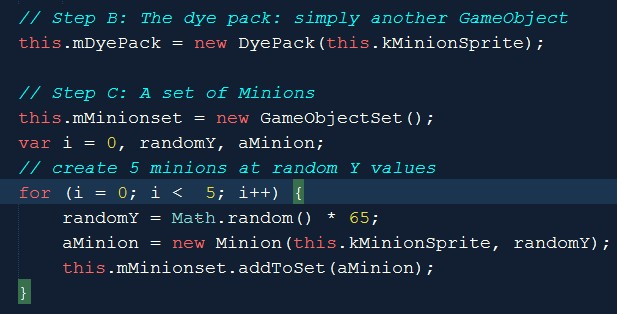 // Step B: The dye pack: simply another GameObject
this.mDyePack = new DyePack(this.kMinionSprite);
// Step C: A set of Minions
this.mMinionset = new GameObjectSet();
var i = 0, randomY, aMinion;
// create 5 minions at random Y values
for (i = 0; i <  5; i++) {
randomY = Math.random() * 65;
aMinion = new Minion(this.kMinionSprite, randomY);
this.mMinionset.addToSet(aMinion);
}